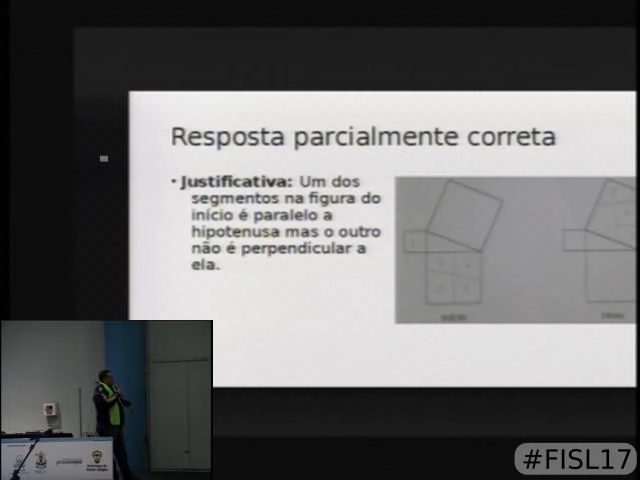 Resposta parcialmente correta
• Justificativa: Um dos
segmentos na figura do
início é paralelo a
hipotenusa mas o outro
não é perpendicular a
ela.
#FISL17